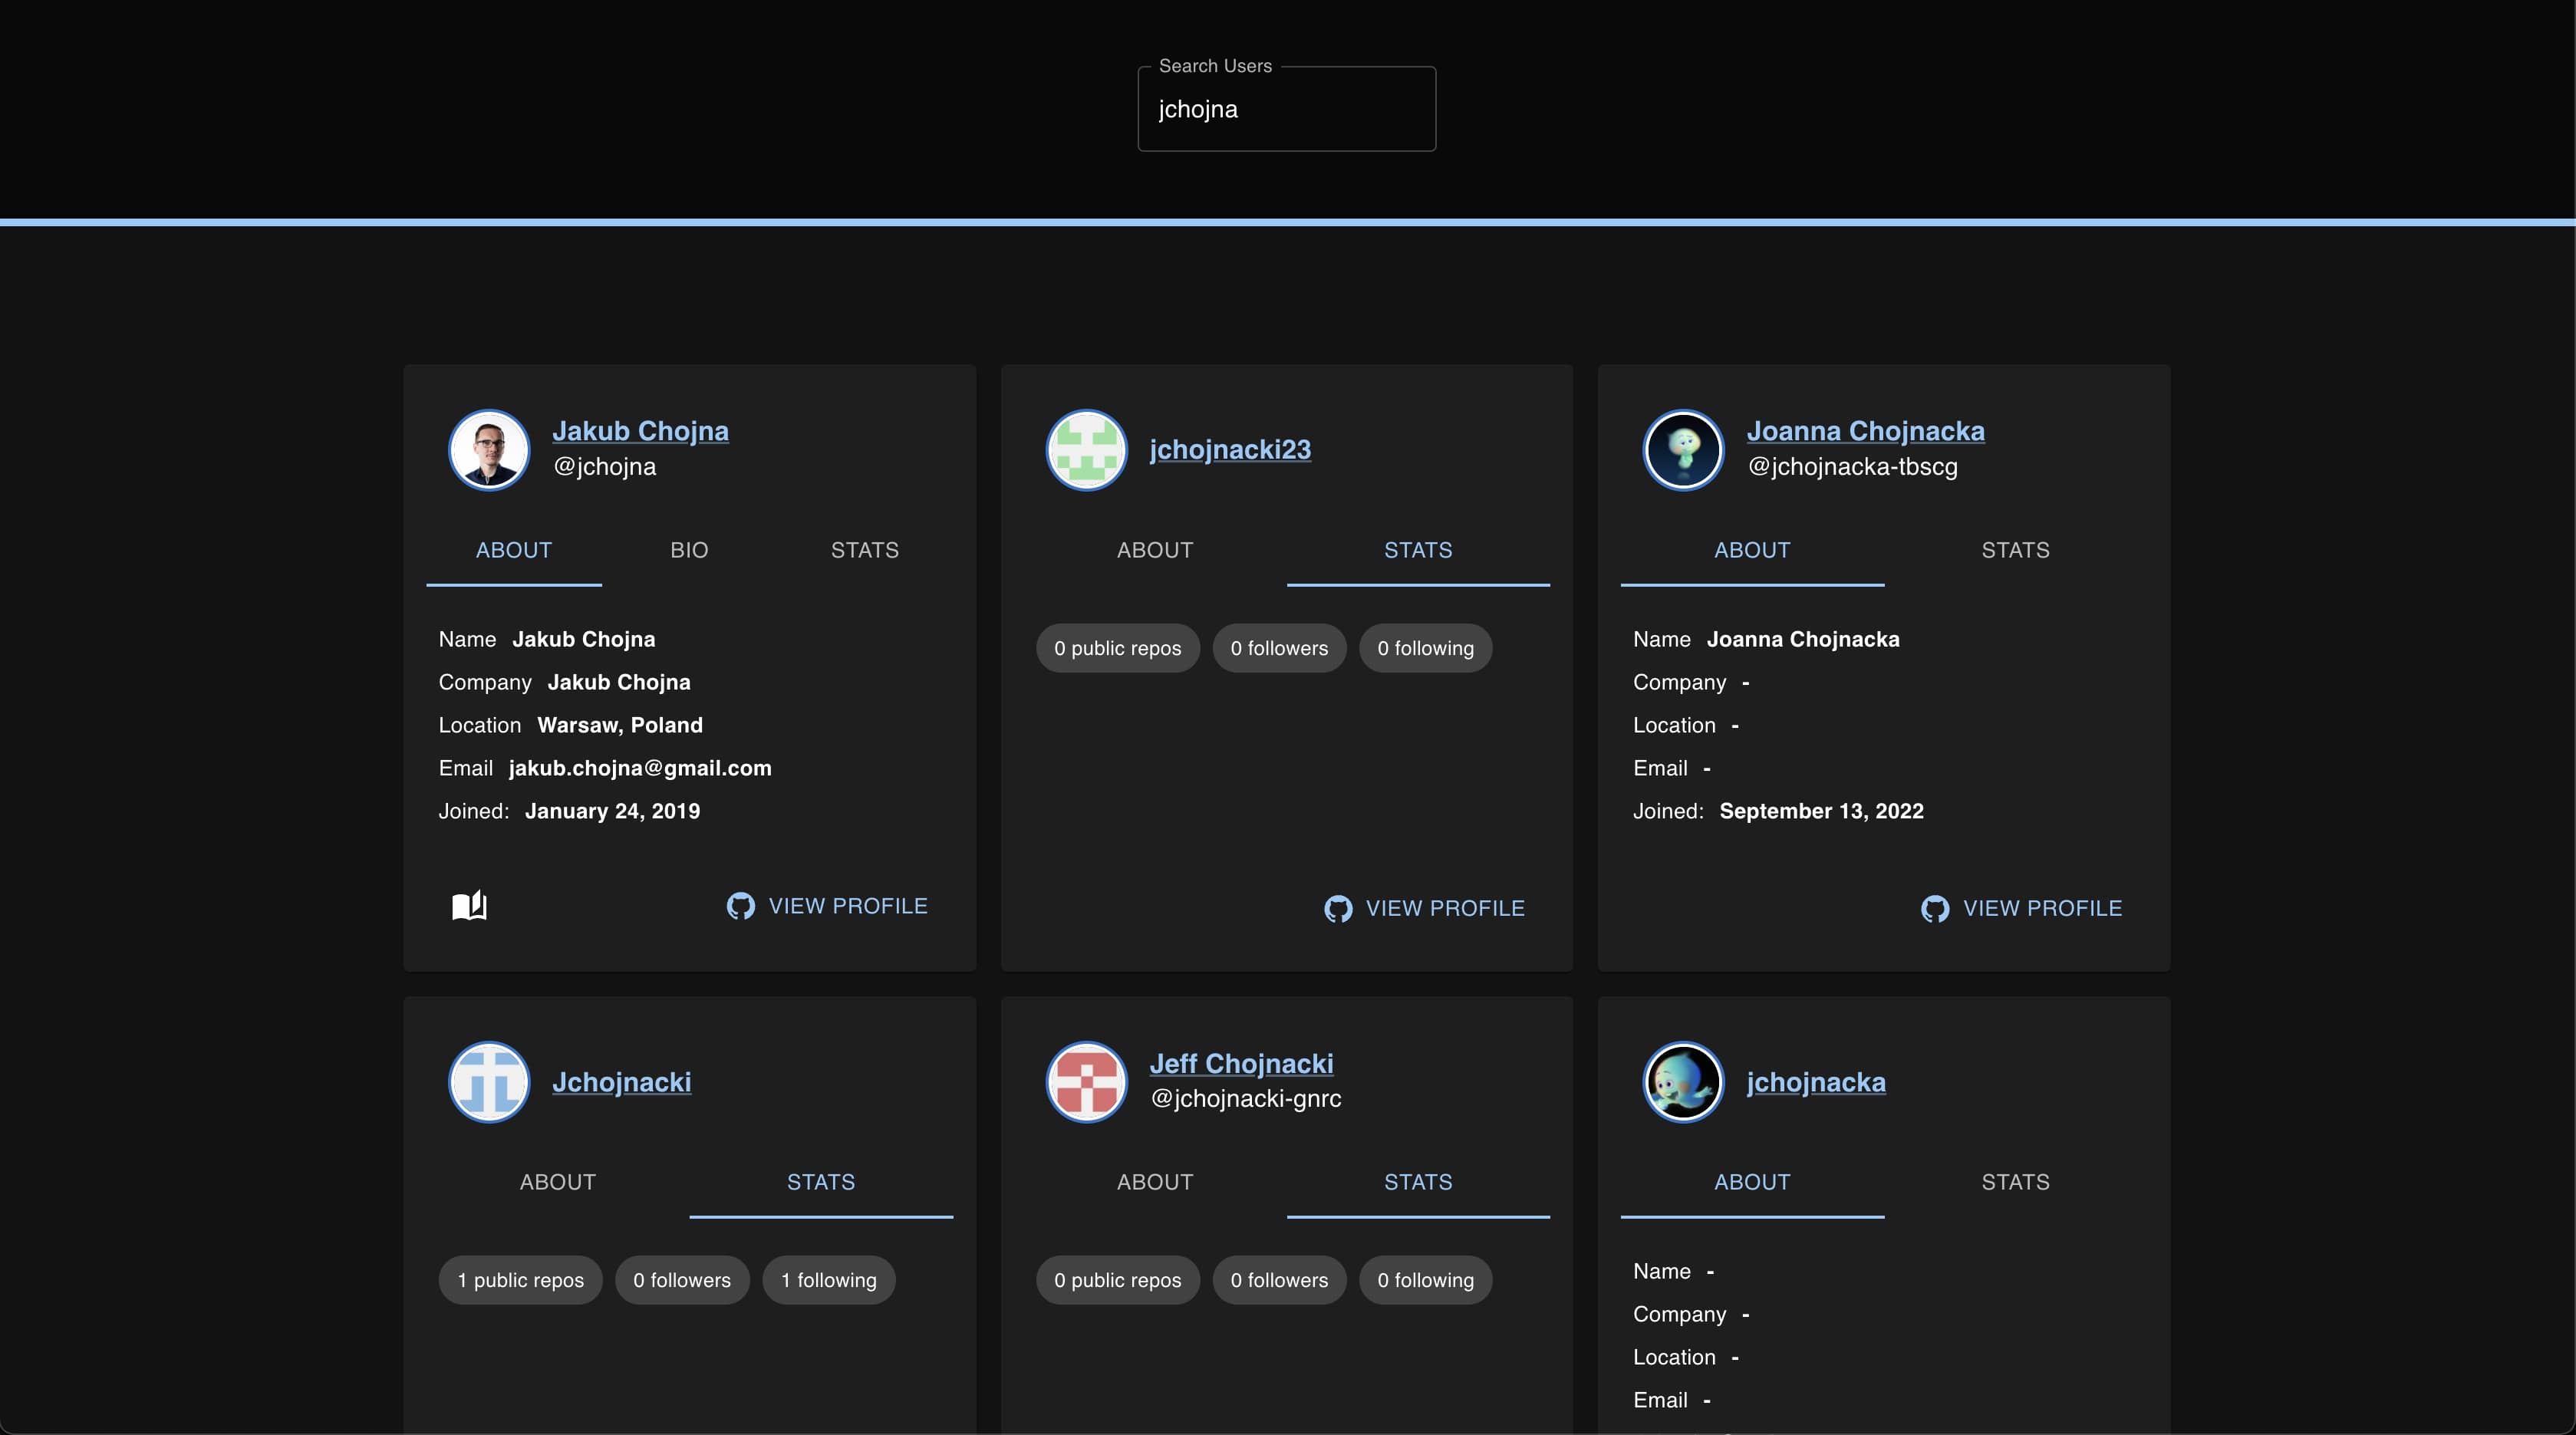 Search Users
jchojna
Jakub Chojna
@jchojna
ABOUT BIO STATS
Name Jakub Chojna
Company Jakub Chojna
Location Warsaw, Poland
Email jakub.chojna@gmail.com
Joined: January 24, 2019
VIEW PROFILE
jchojnacki23
ABOUT STATS
0 public repos 0 followers 0 following
VIEW PROFILE
Joanna Chojnacka
@jchojnacka-tbscg
ABOUT STATS
Name Joanna Chojnacka
Company -
Location -
Email -
Joined: September 13, 2022
VIEW PROFILE
Jchojnacki
ABOUT STATS
1 public repos 0 followers 1 following
Jeff Chojnacki
@jchojnacki-gnrc
ABOUT STATS
0 public repos 0 followers 0 following
jchojnacka
ABOUT STATS
Name -
Company -
Location -
Email -